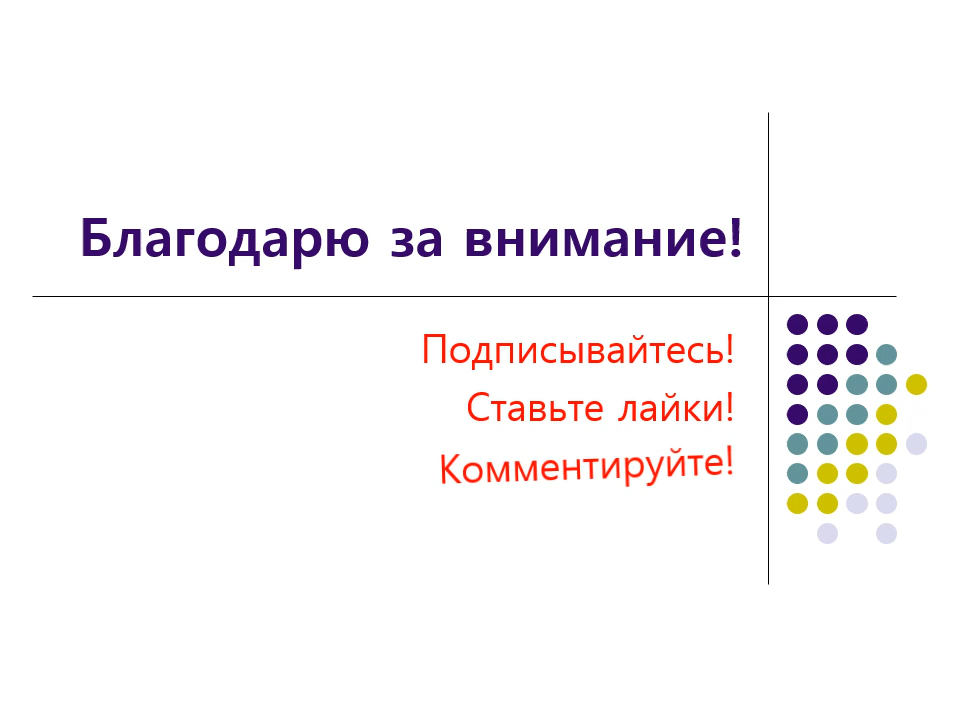 Благодарю за внимание!
Подписывайтесь!
Ставьте лайки!
Комментируйте!